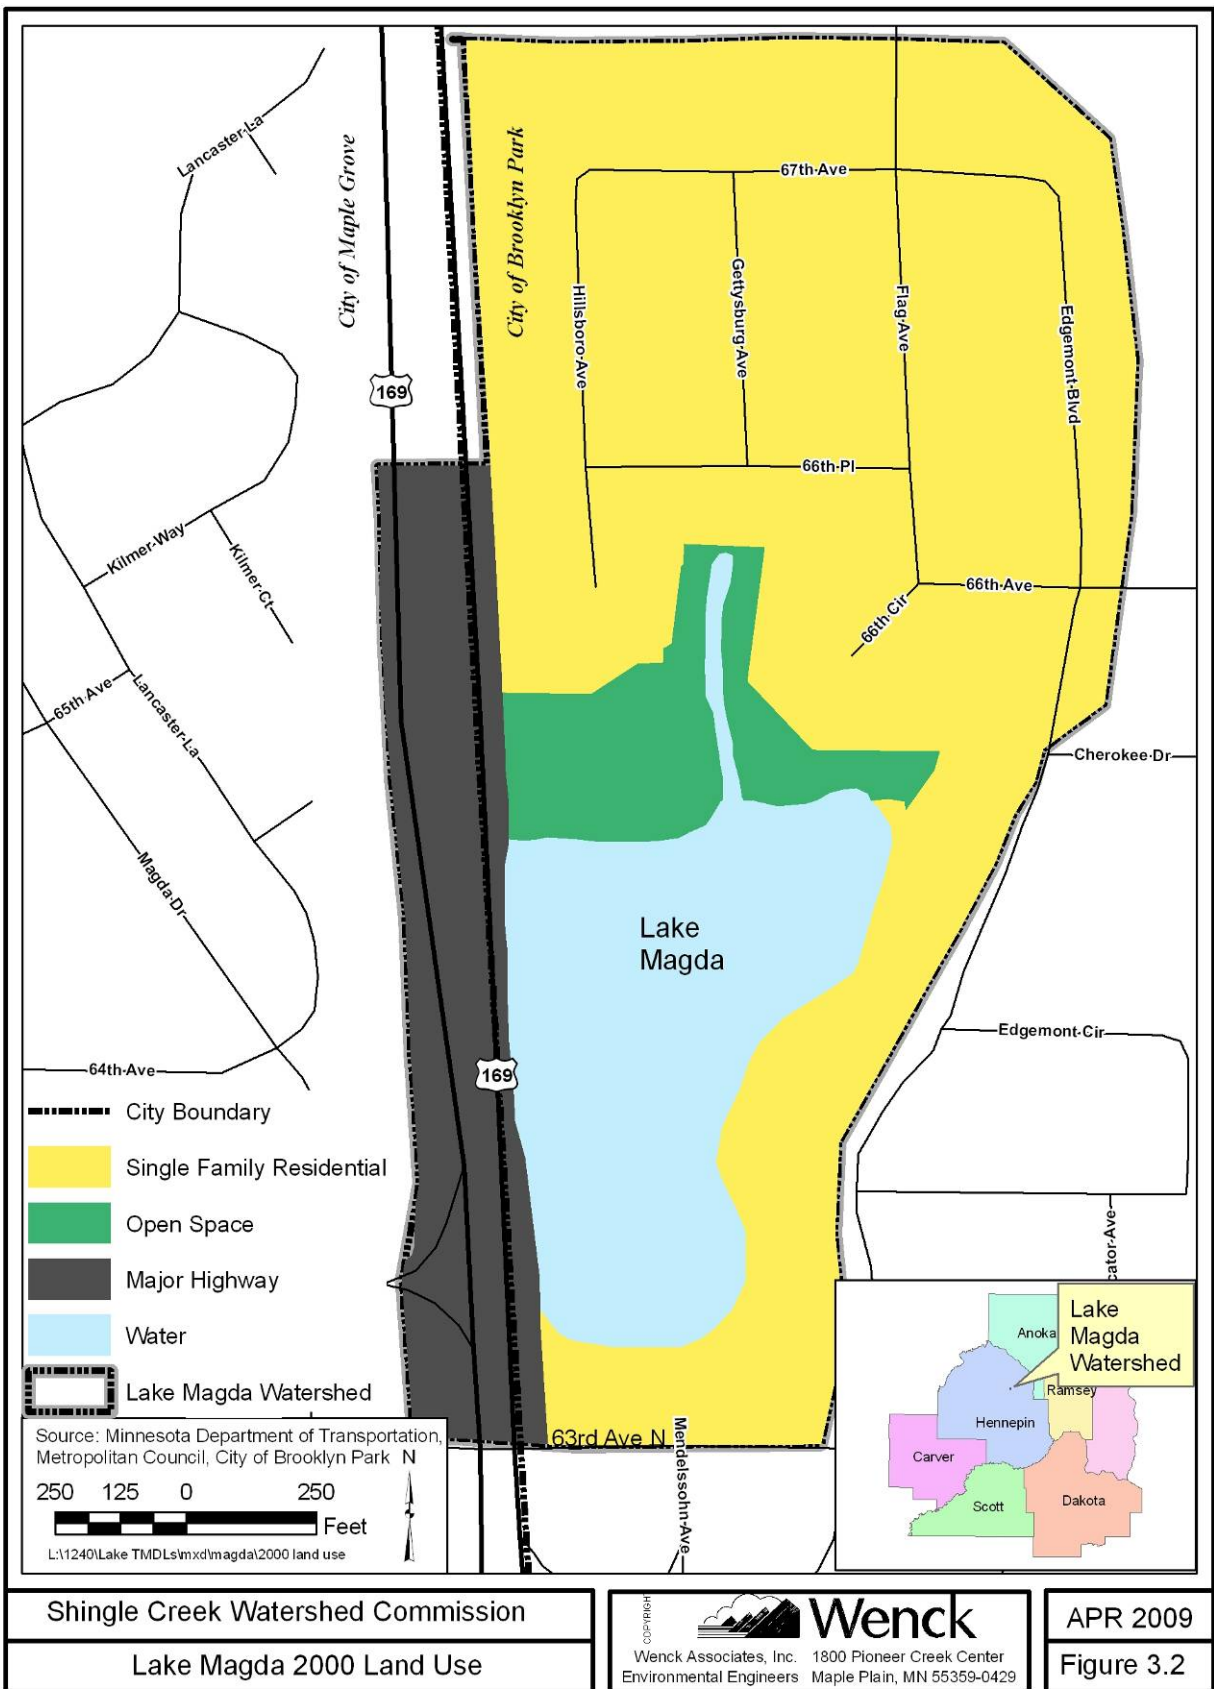 Lancaster La
City of Maple Grove
City of Brooklyn Park
67th Ave
Hillsboro Ave
Gettysburg Ave
Flag Ave
Edgemont Blvd
169
66th Pl
Kilmer Way
Kilmer Ct
66th Ave
66th Cir
65th Ave
Lancaster La
Cherokee Dr
Magda Dr
Lake
Magda
Edgemont Cir
64th Ave
169
City Boundary
Single Family Residential
Open Space
Major Highway
Water
Lake Magda Watershed
cator Ave
63rd Ave N
Mendelssohn Ave
Lake
Magda
Watershed
Anoka
Ramsey
Hennepin
Carver
Scott
Dakota
Source: Minnesota Department of Transportation,
Metropolitan Council, City of Brooklyn Park
N
250 125 0 250
Feet
L:\1240\Lake TMDLs\mxd\magda\2000 land use
Shingle Creek Watershed Commission
Lake Magda 2000 Land Use
COPYRIGHT
Wenck
Wenck Associates, Inc. 1800 Pioneer Creek Center
Environmental Engineers Maple Plain, MN 55359-0429
APR 2009
Figure 3.2